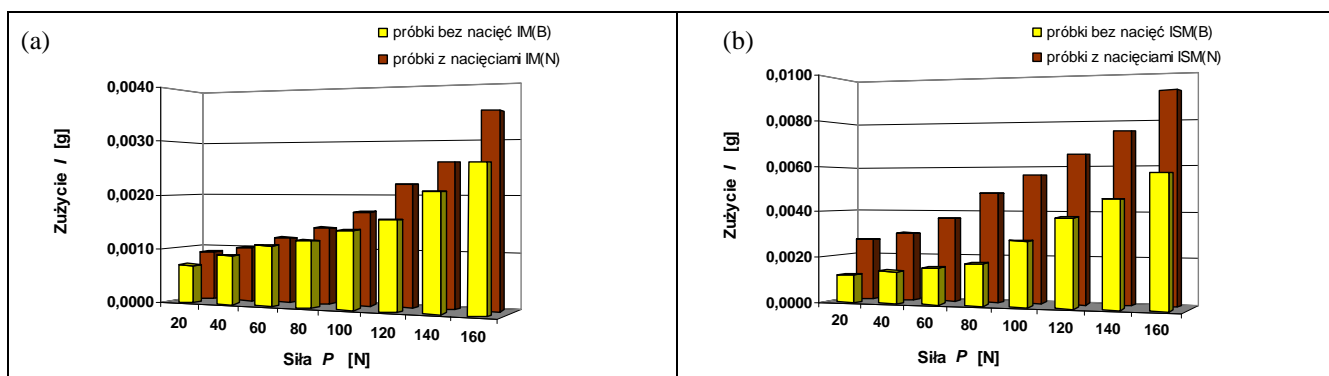 (a)
próbki bez nacięć IM(B)
próbki z nacięciami IM(N)
0,0040
0,0030
0,0020
0,0010
0,0000
Zużycie I [g]
20 40 60 80 100 120 140 160
Siła P [N]
(b)
próbki bez nacięć ISM(B)
próbki z nacięciami ISM(N)
0,0100
0,0080
0,0060
0,0040
0,0020
0,0000
Zużycie I [g]
20 40 60 80 100 120 140 160
Siła P [N]